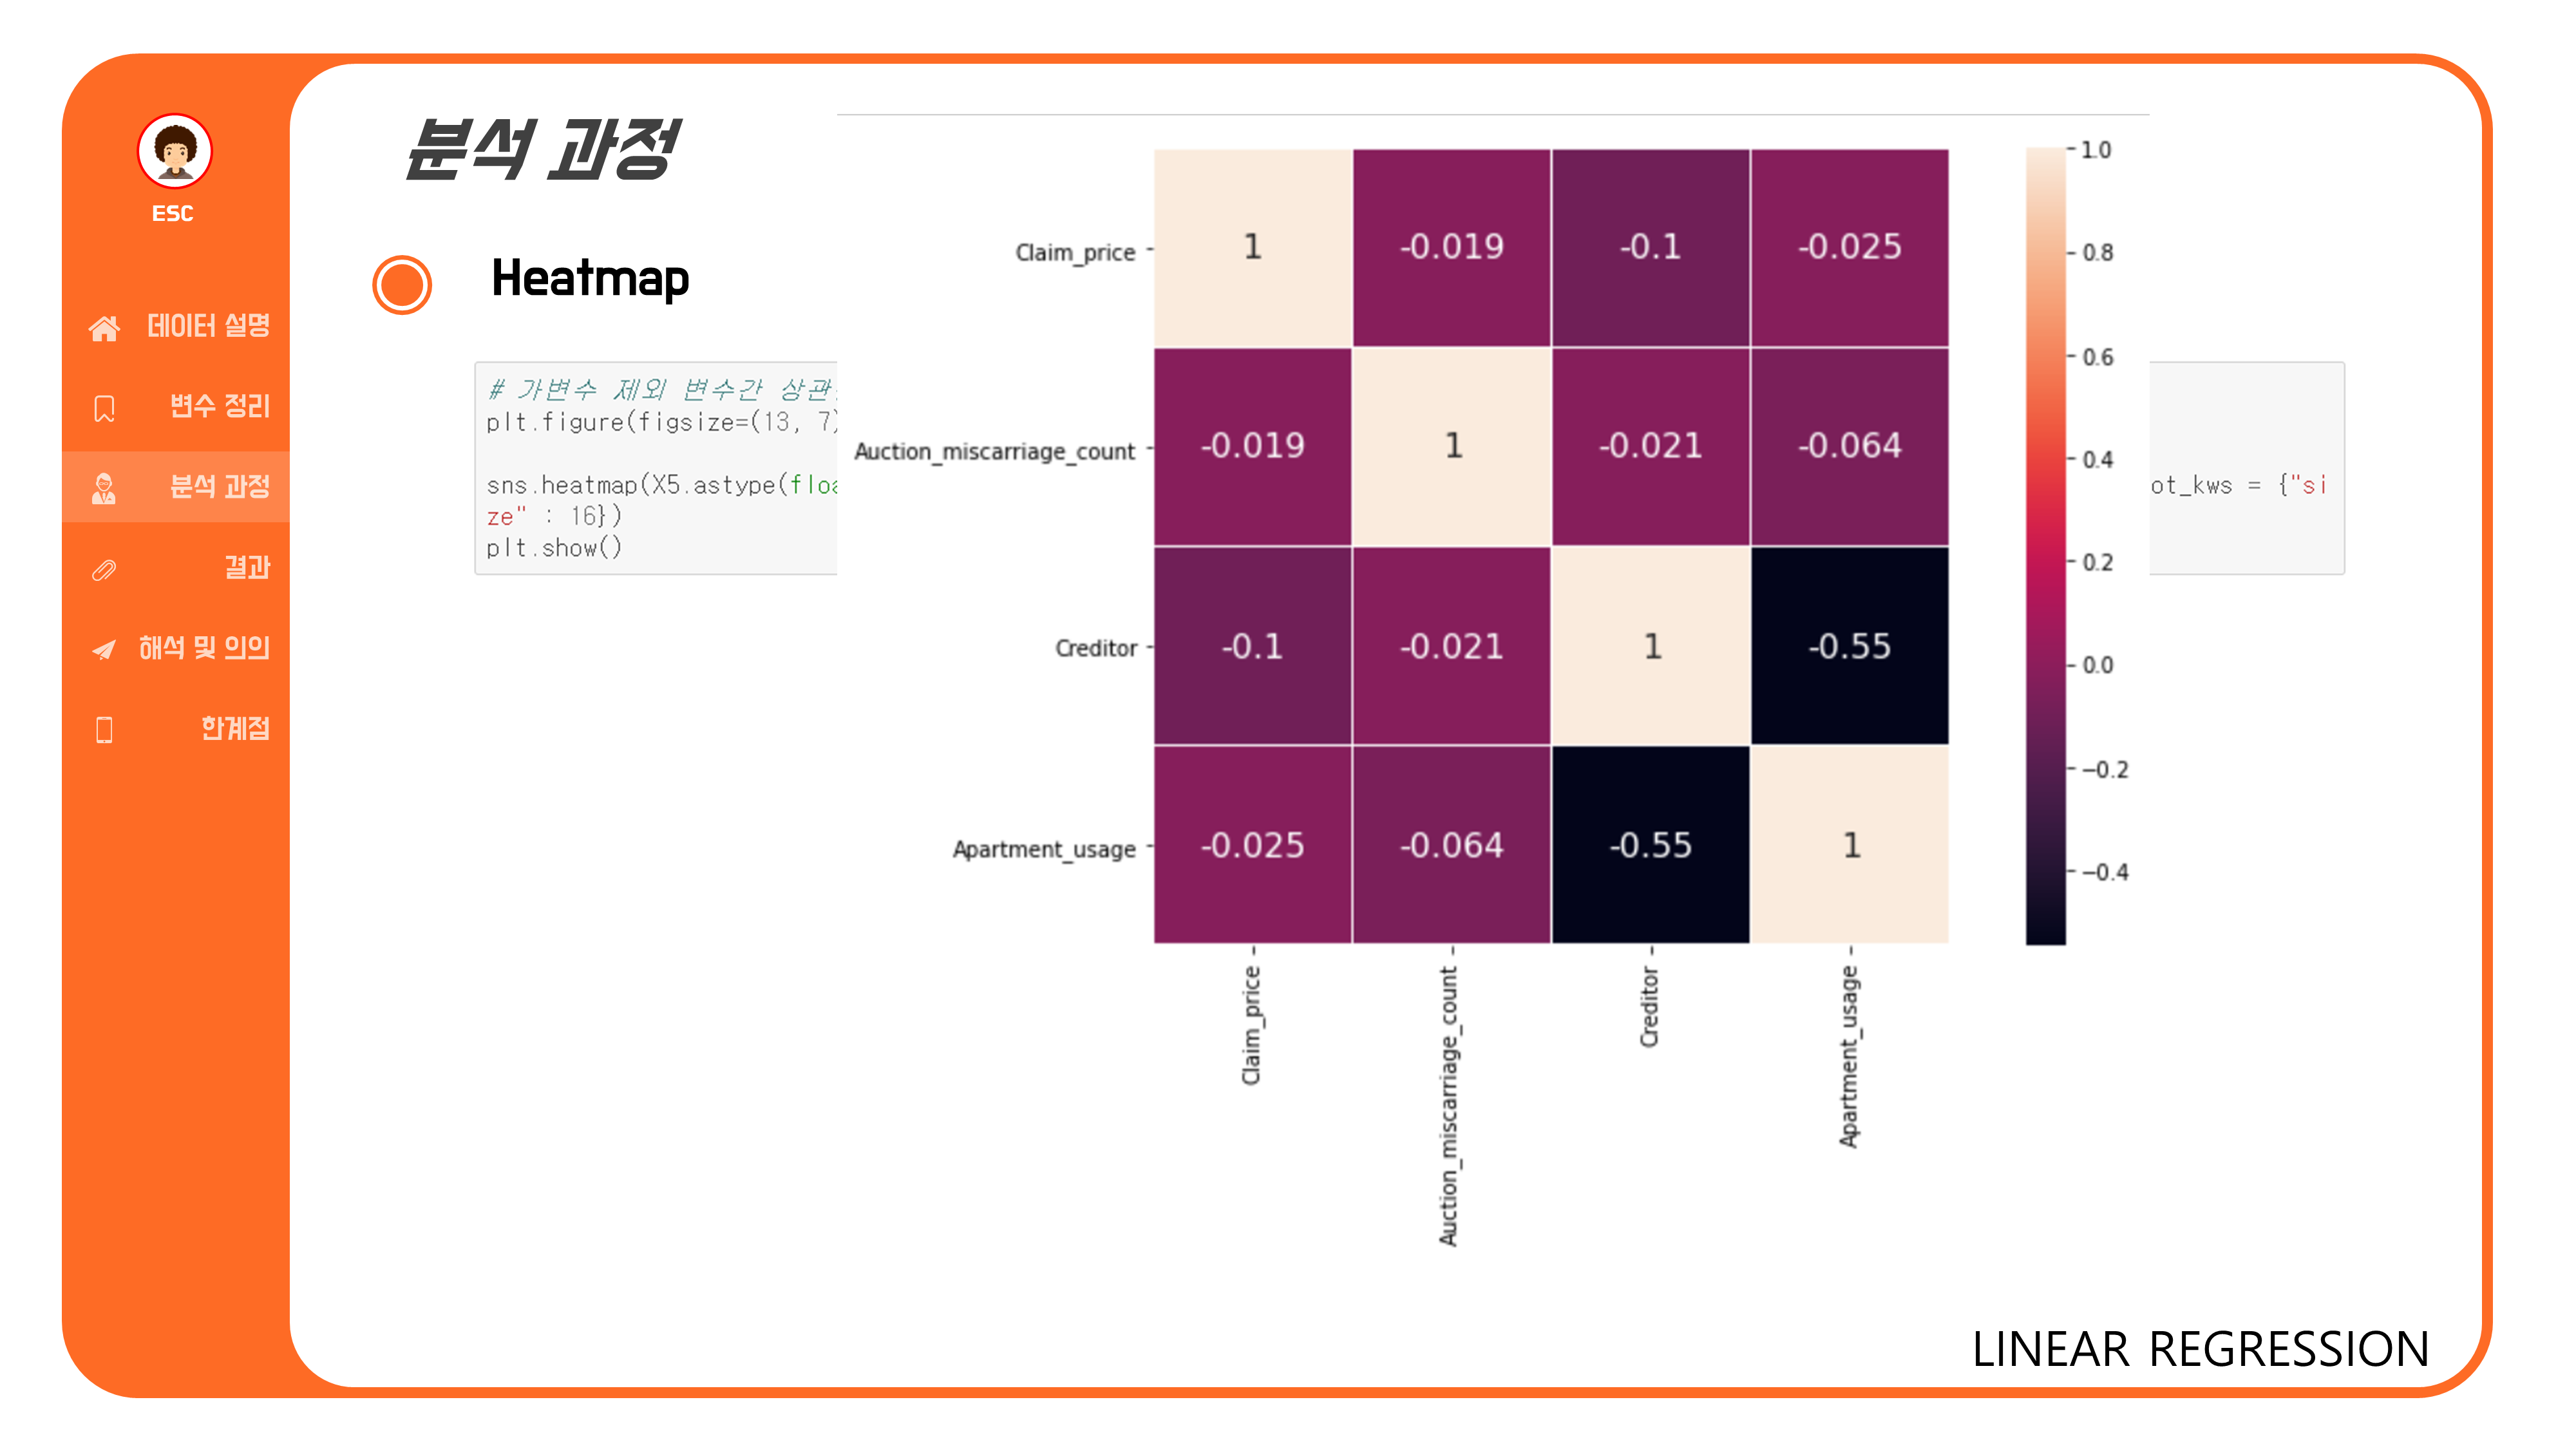 ESC
데이터 설명
변수 정리
분석 과정
결과
해석 및 의의
한계점
분석 과정
Heatmap
# 가변수 제외 변수간 상관
plt.figure(figsize=(13, 7)
sns.heatmap(X5.astype(floa
ot_kws = {"si
ze" : 16})
plt.show()
Claim_price 1 -0.019 -0.1 -0.025
Auction_miscarriage_count -0.019 1 -0.021 -0.064
Creditor -0.1 -0.021 1 -0.55
Apartment_usage -0.025 -0.064 -0.55 1
Claim_price
Auction_miscarriage_count
Creditor
Apartment_usage
1.0
0.8
0.6
0.4
0.2
0.0
−0.2
−0.4
LINEAR REGRESSION